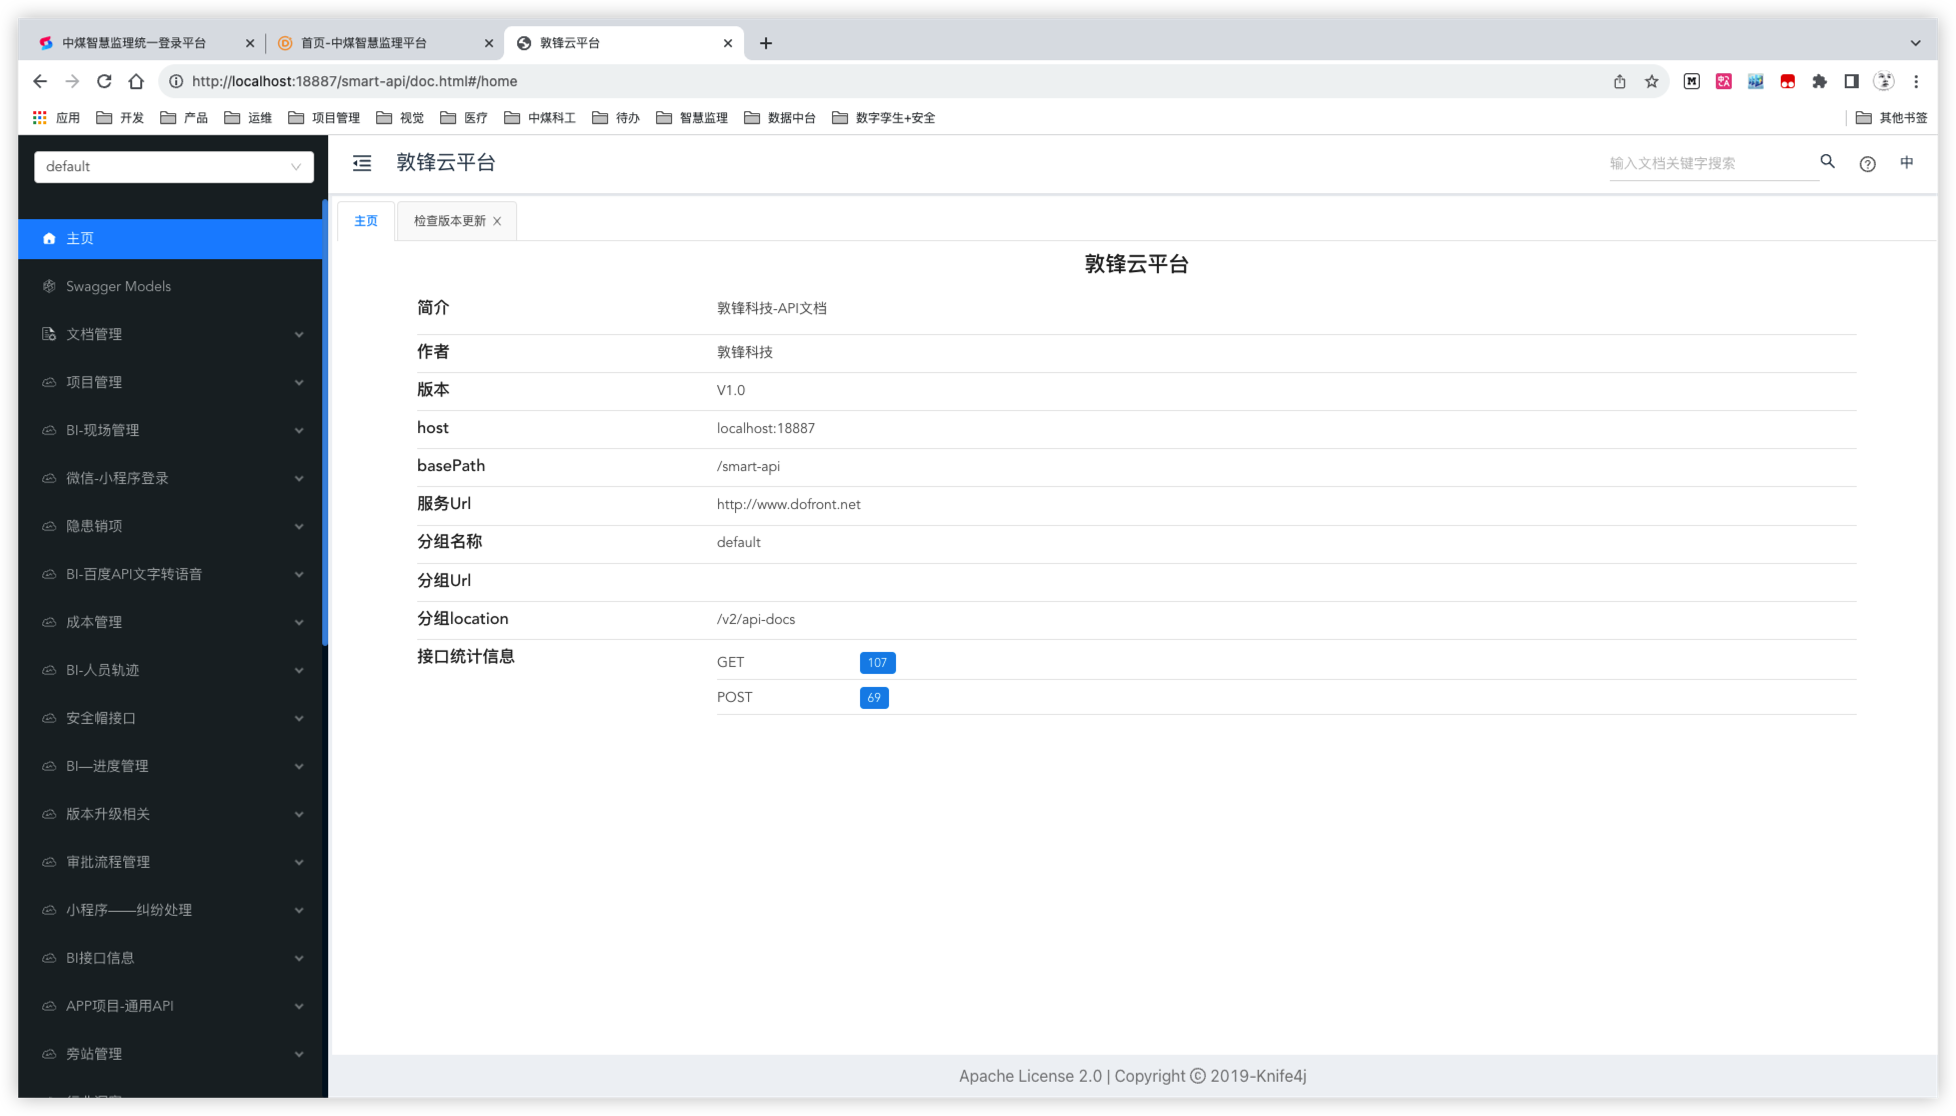 中煤智慧监理统一登录平台
首页-中煤智慧监理平台
敦锋云平台
http://localhost:18887/smart-api/doc.html#/home
应用 开发 产品 运维 项目管理 视觉 医疗 中煤科工 待办 智慧监理 数据中台 数字孪生+安全 其他书签
default
敦锋云平台
输入文档关键字搜索
中
主页
检查版本更新
主页
Swagger Models
文档管理
项目管理
BI-现场管理
微信-小程序登录
隐患销项
BI-百度API文字转语音
成本管理
BI-人员轨迹
安全帽接口
BI—进度管理
版本升级相关
审批流程管理
小程序——纠纷处理
BI接口信息
APP项目-通用API
旁站管理
敦锋云平台
简介 敦锋科技-API文档
作者 敦锋科技
版本 V1.0
host localhost:18887
basePath /smart-api
服务Url http://www.dofront.net
分组名称 default
分组Url
分组location /v2/api-docs
接口统计信息
GET 107
POST 69
Apache License 2.0 | Copyright © 2019-Knife4j